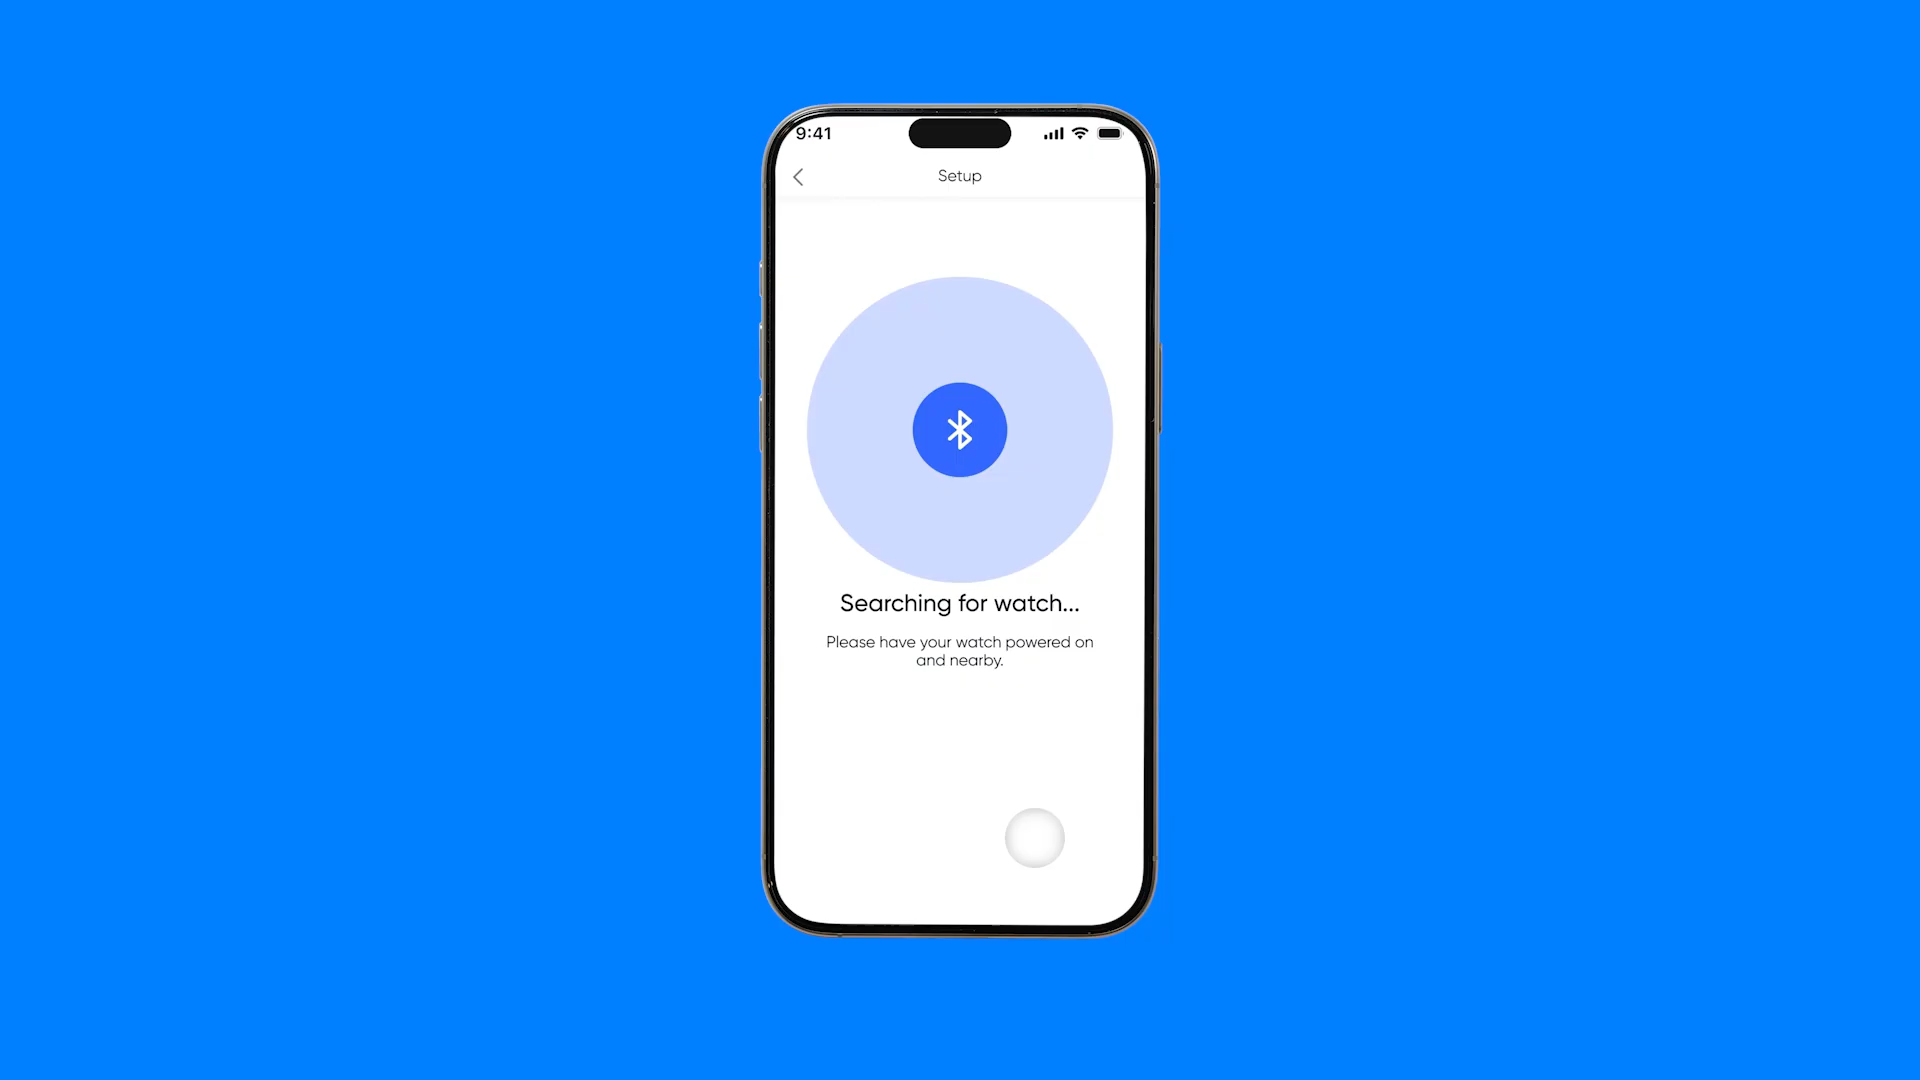 9:41
Setup
Searching for watch...
Please have your watch powered on
and nearby.